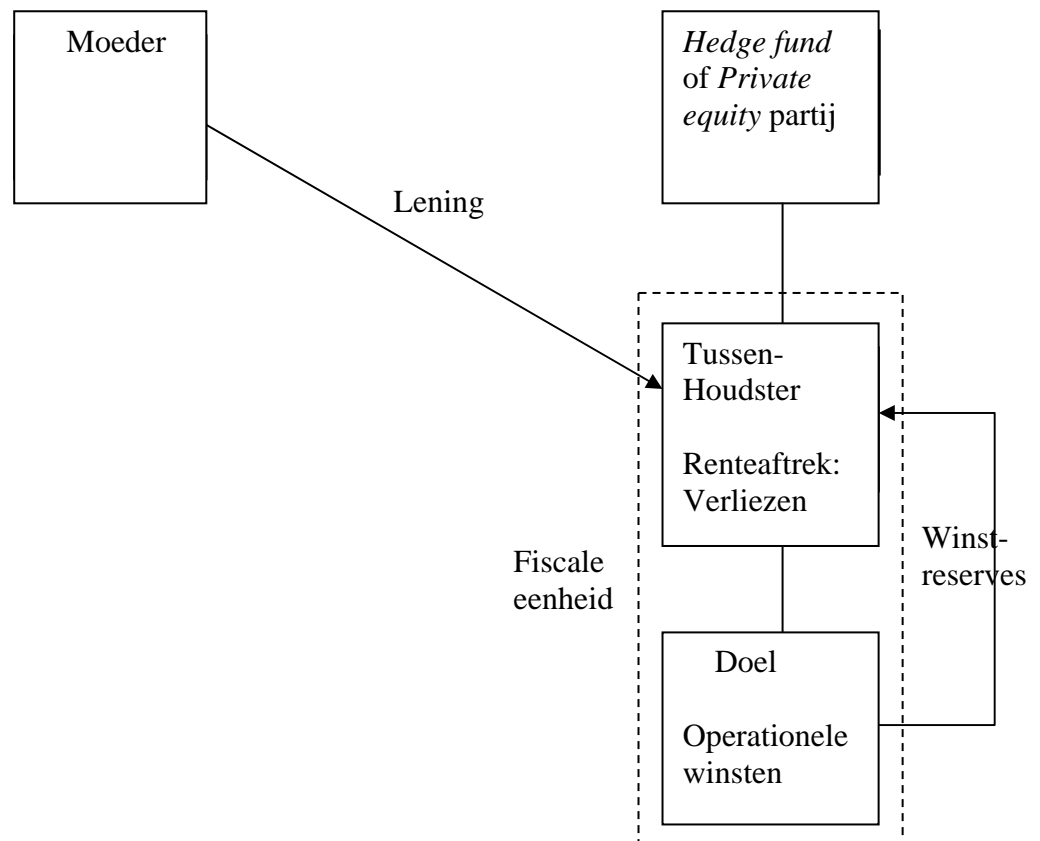 Moeder
Hedge fund
of Private
equity partij
Lening
Tussen-
Houdster
Renteaftrek:
Verliezen
Winst-
reserves
Fiscale
eenheid
Doel
Operationele
winsten